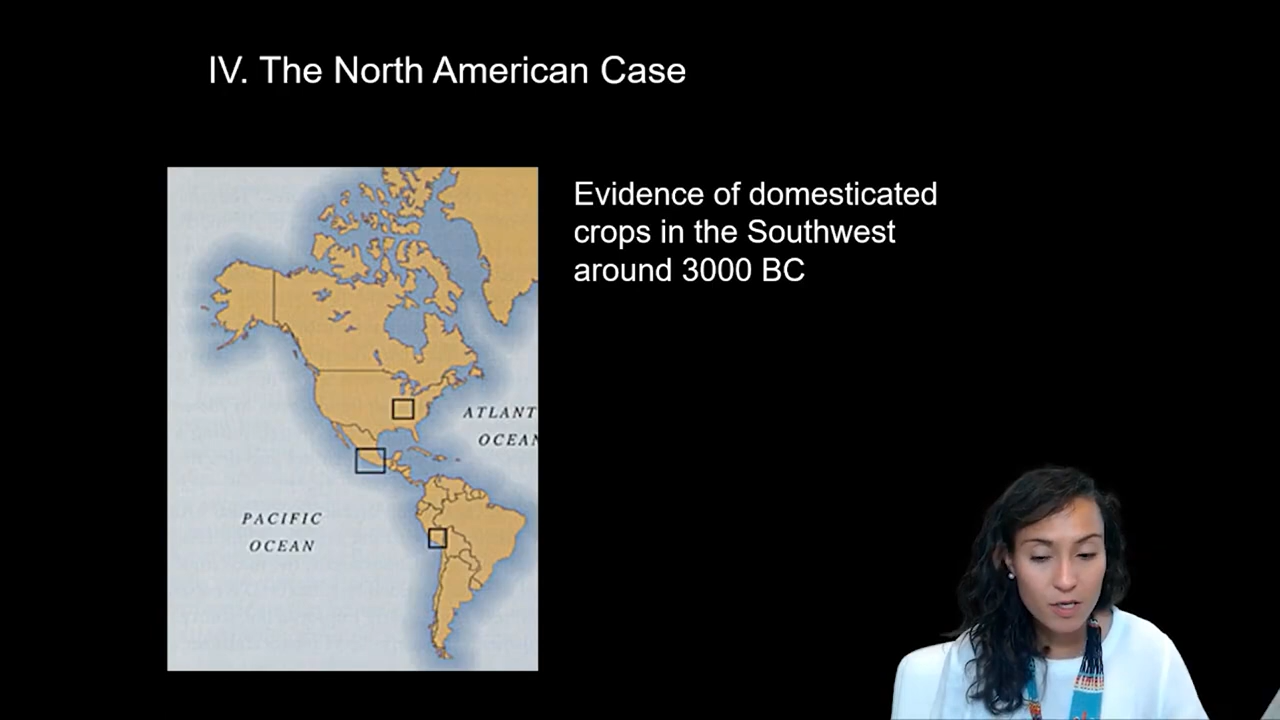 IV. The North American Case
Evidence of domesticated
crops in the Southwest
around 3000 BC
ATLANT
OCEAN
PACIFIC
OCEAN